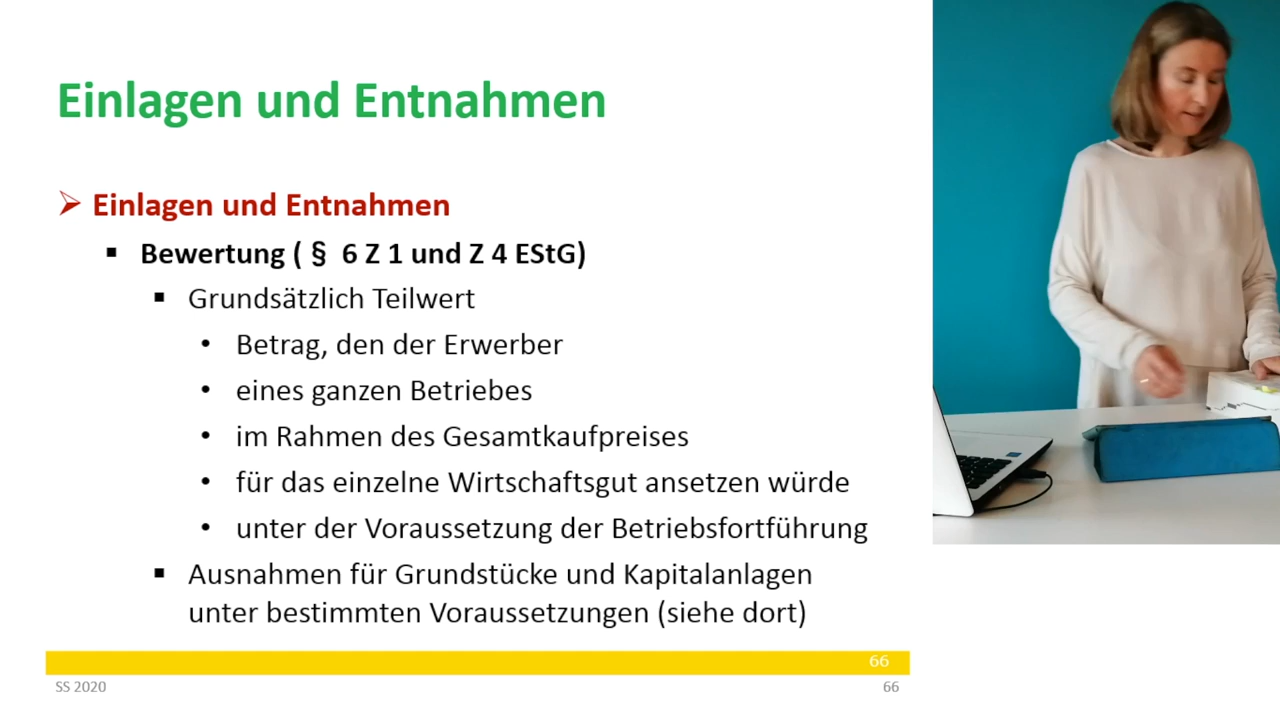 Einlagen und Entnahmen
Einlagen und Entnahmen
Bewertung ( § 6 Z 1 und Z 4 EStG)
Grundsätzlich Teilwert
Betrag, den der Erwerber
eines ganzen Betriebes
im Rahmen des Gesamtkaufpreises
für das einzelne Wirtschaftsgut ansetzen würde
unter der Voraussetzung der Betriebsfortführung
Ausnahmen für Grundstücke und Kapitalanlagen
unter bestimmten Voraussetzungen (siehe dort)
66
SS 2020
66